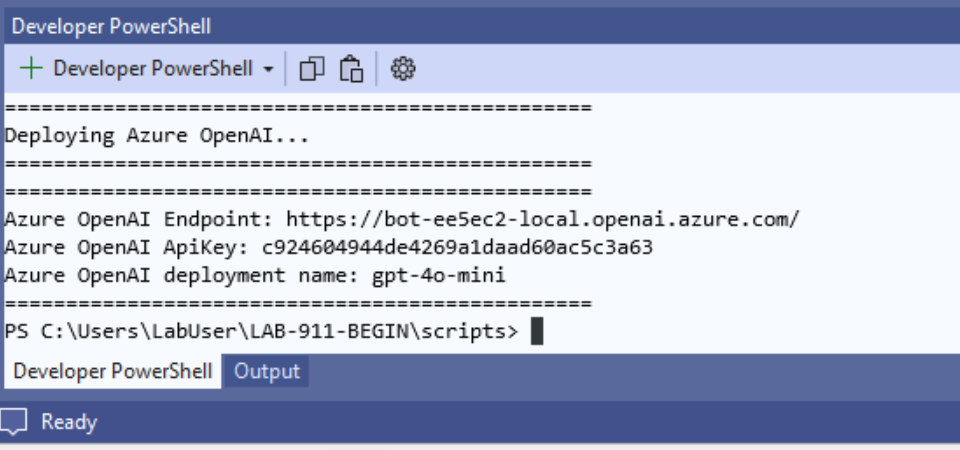 Developer PowerShell
Developer PowerShell
==================================================
Deploying Azure OpenAI...
==================================================
==================================================
Azure OpenAI Endpoint: https://bot-ee5ec2-local.openai.azure.com/
Azure OpenAI ApiKey: c924604944de4269a1daad60ac5c3a63
Azure OpenAI deployment name: gpt-4o-mini
==================================================
PS C:\Users\LabUser\LAB-911-BEGIN\scripts>
Developer PowerShell Output
Ready